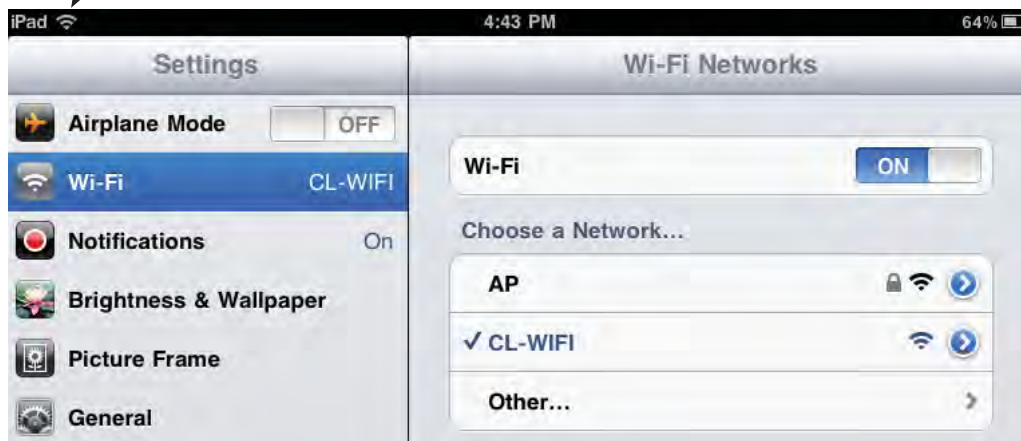 iPad 4:43 PM 64%
Settings
Airplane Mode OFF
Wi-Fi CL-WIFI
Notifications On
Brightness & Wallpaper
Picture Frame
General
Wi-Fi Networks
Wi-Fi ON
Choose a Network...
AP
✓ CL-WIFI
Other...